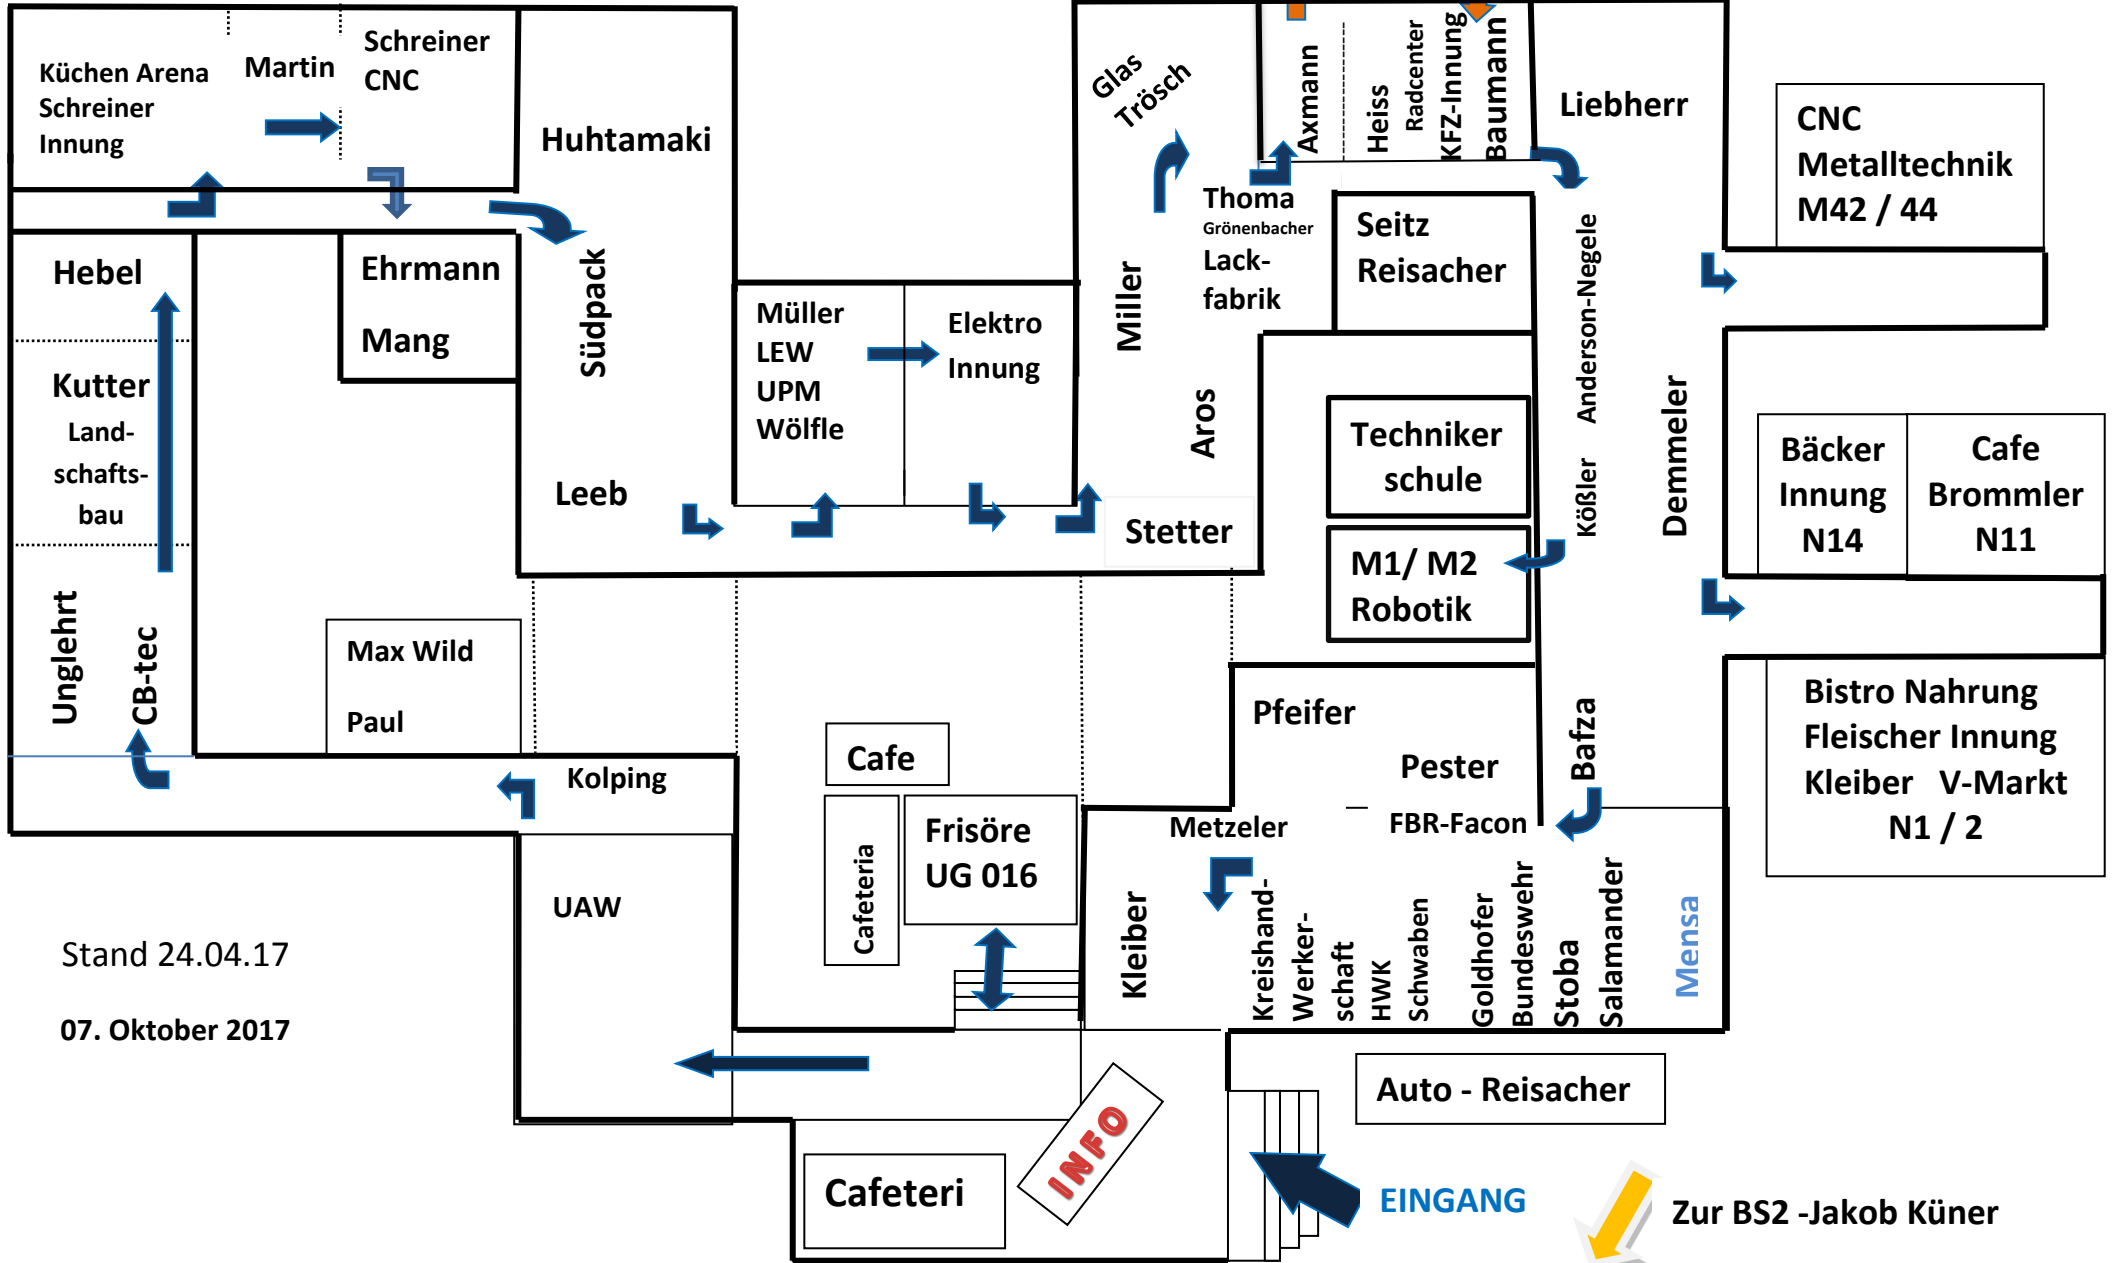 Küchen Arena
Schreiner
Innung
Martin
Schreiner
CNC
Huhtamaki
Glas
Trösch
Axmann
Heiss
Radcenter
KFZ-Innung
Baumann
Liebherr
CNC
Metalltechnik
M42 / 44
Hebel
Ehrmann
Mang
Südpack
Müller
LEW
UPM
Wölfle
Elektro
Innung
Miller
Thoma
Grönenbacher
Lack-
fabrik
Seitz
Reisacher
Anderson-Negele
Kutter
Land-
schafts-
bau
Leeb
Aros
Stetter
Techniker
schule
Kößler
Demmeler
Bäcker
Innung
N14
Cafe
Brommler
N11
M1/ M2
Robotik
Unglehrt
CB-tec
Max Wild
Paul
Kolping
Cafe
Cafeteria
Frisöre
UG 016
Pfeifer
Pester
FBR-Facon
Bafza
Bistro Nahrung
Fleischer Innung
Kleiber V-Markt
N1 / 2
Metzeler
UAW
Kleiber
Kreishand-
Werker-
schaft
HWK
Schwaben
Goldhofer
Bundeswehr
Stoba
Salamander
Mensa
Stand 24.04.17
07. Oktober 2017
Auto - Reisacher
INFO
Cafeteri
EINGANG
Zur BS2 -Jakob Küner